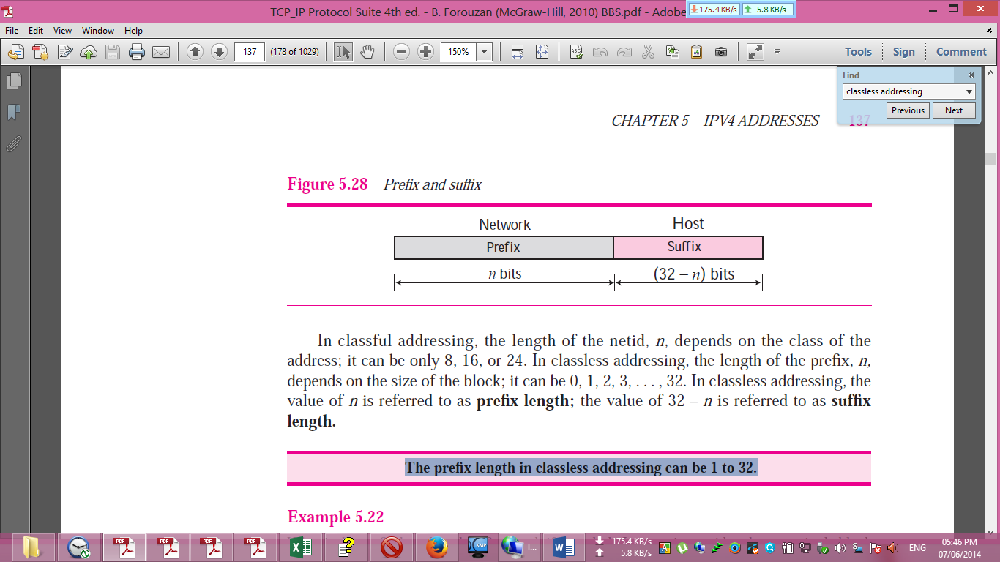 TCP_IP Protocol Suite 4th ed. - B. Forouzan (McGraw-Hill, 2010) BBS.pdf - Adobe
175.4 KB/s 5.8 KB/s
File Edit View Window Help
137 (178 of 1029) 150% Tools Sign Comment
Find
classless addressing
Previous Next
CHAPTER 5 IPV4 ADDRESSES 137
Figure 5.28 Prefix and suffix
Network Host
Prefix Suffix
n bits (32 – n) bits
In classful addressing, the length of the netid, n, depends on the class of the
address; it can be only 8, 16, or 24. In classless addressing, the length of the prefix, n,
depends on the size of the block; it can be 0, 1, 2, 3, . . . , 32. In classless addressing, the
value of n is referred to as prefix length; the value of 32 – n is referred to as suffix
length.
The prefix length in classless addressing can be 1 to 32.
Example 5.22
PDF PDF PDF PDF KMP I... 175.4 KB/s ENG 05:46 PM
5.8 KB/s 07/06/2014